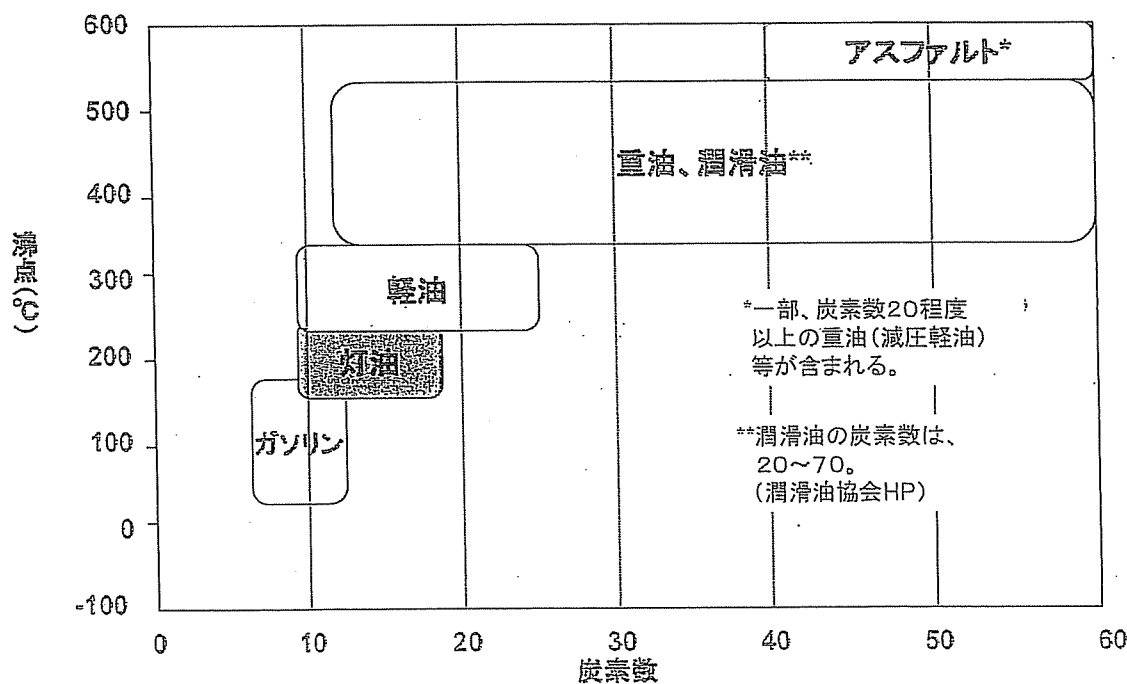 600
500
400
300
200
100
0
-100
沸点(℃)
アスファルト*
重油、潤滑油**
軽油
灯油
ガソリン
*一部、炭素数20程度
以上の重油(減圧軽油)
等が含まれる。
**潤滑油の炭素数は、
20~70。
(潤滑油協会HP)
0 10 20 30 40 50 60
炭素数